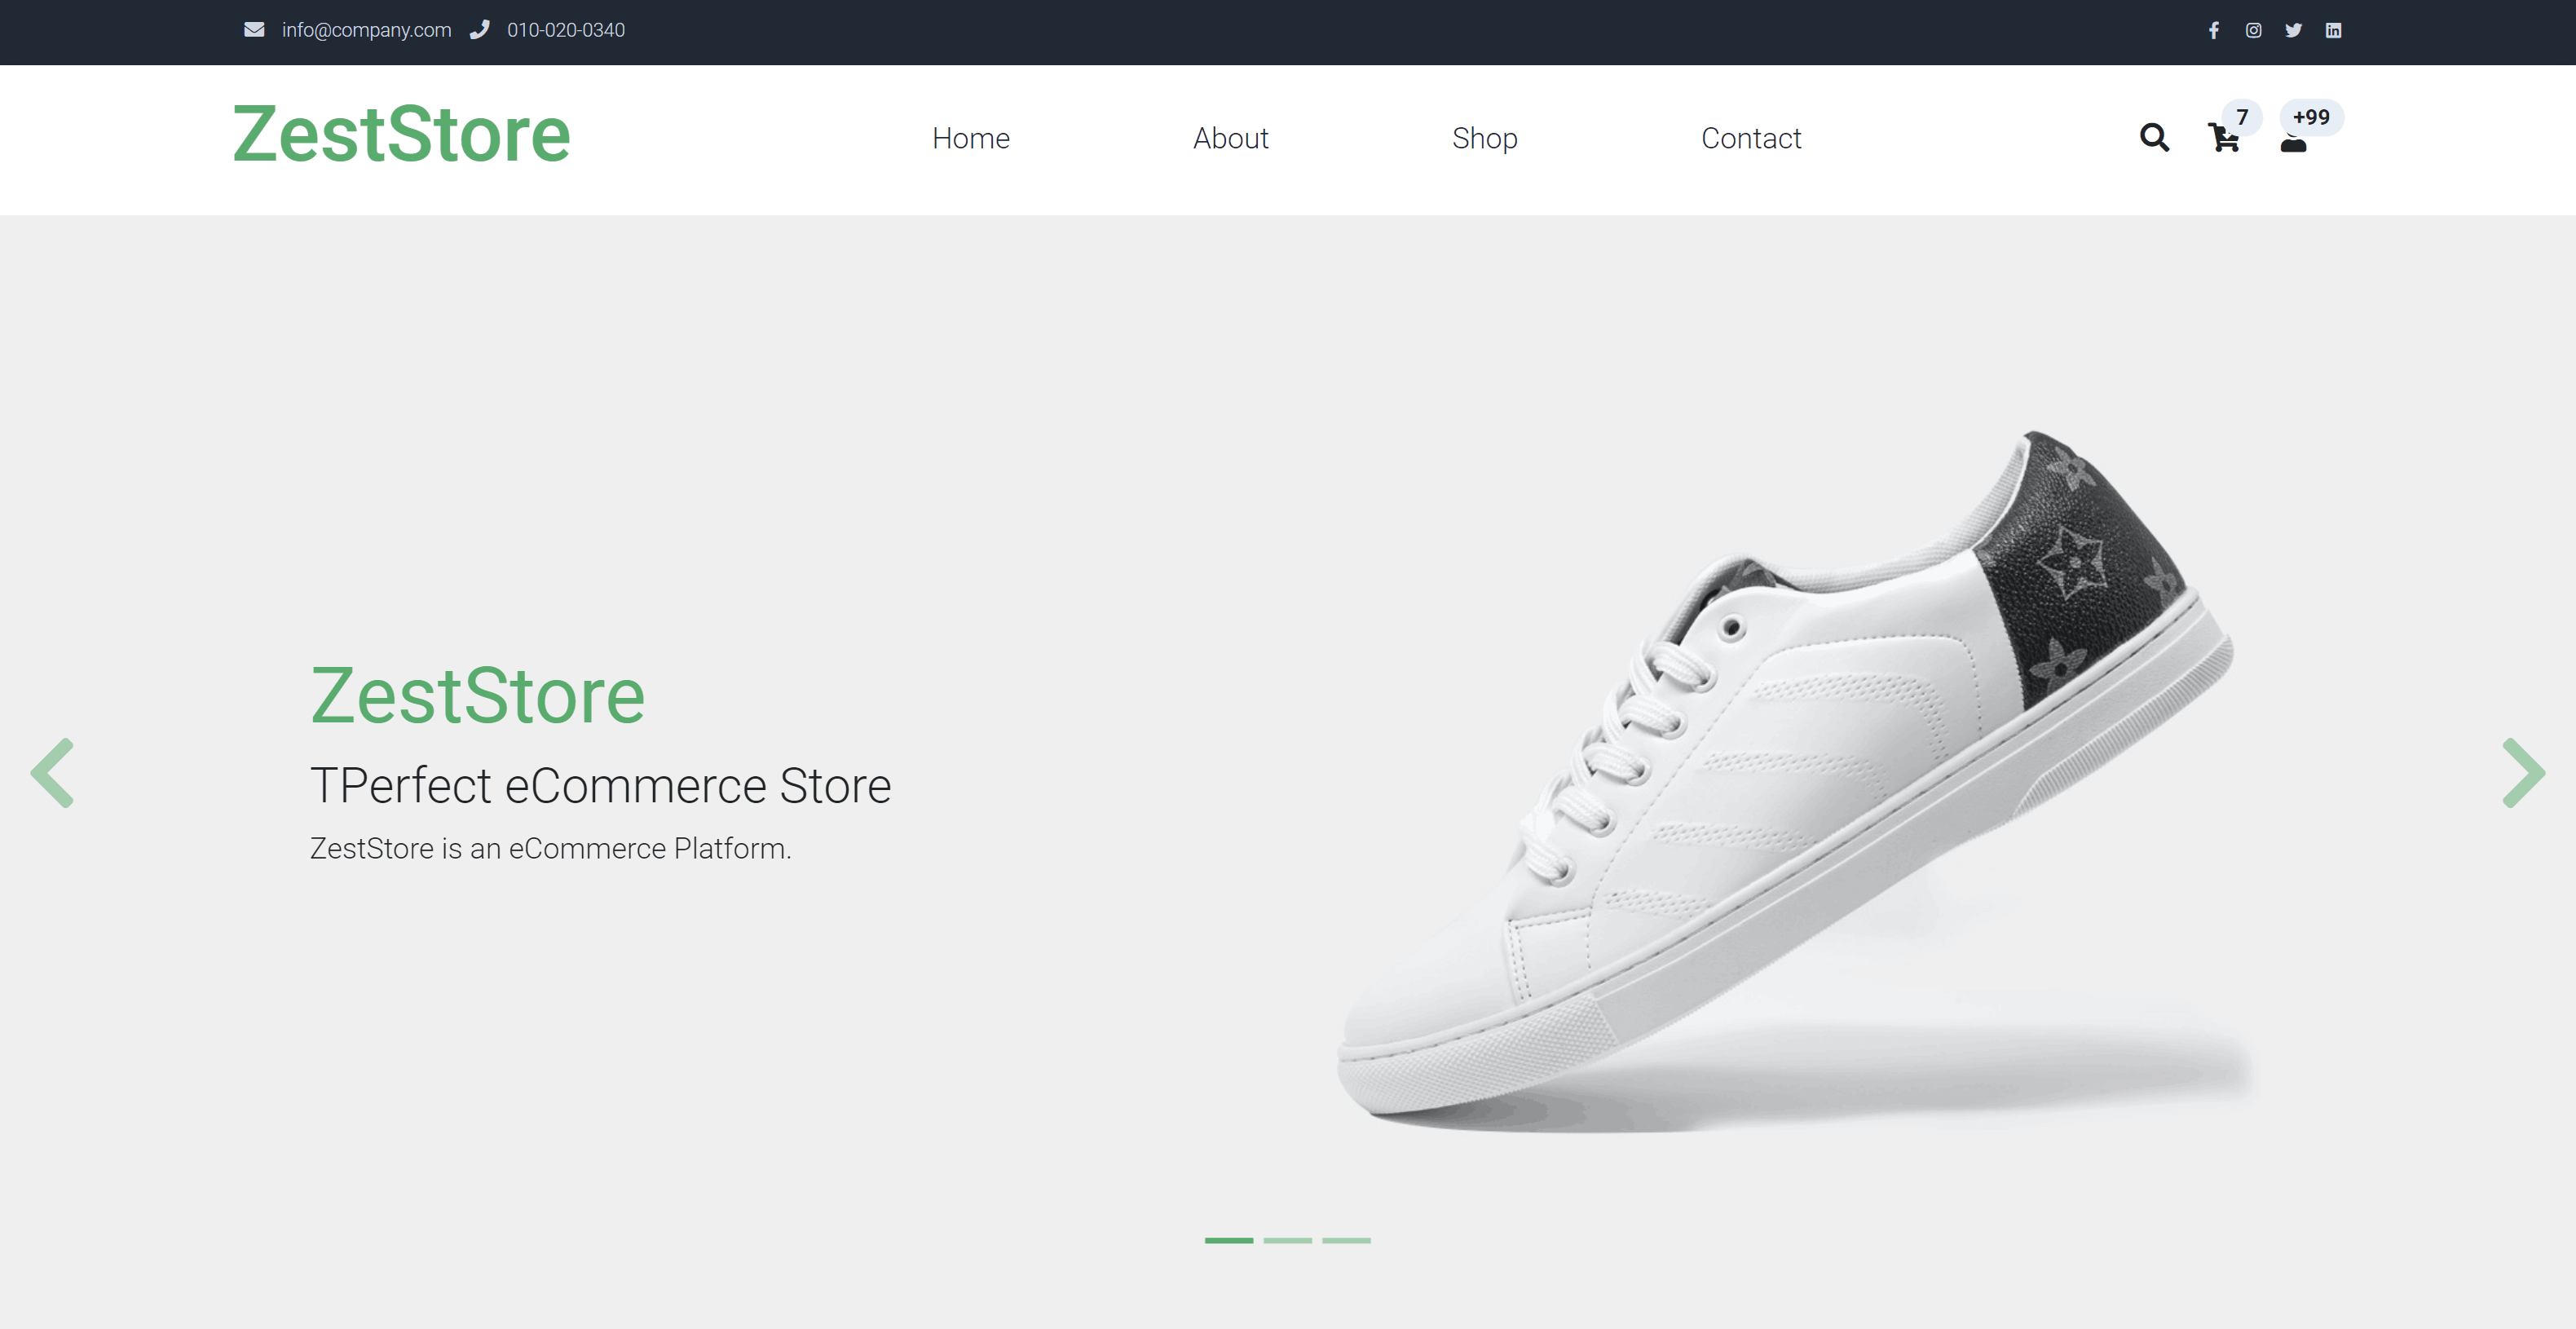 info@company.com 010-020-0340
ZestStore
Home About Shop Contact
7 +99
ZestStore
TPerfect eCommerce Store
ZestStore is an eCommerce Platform.